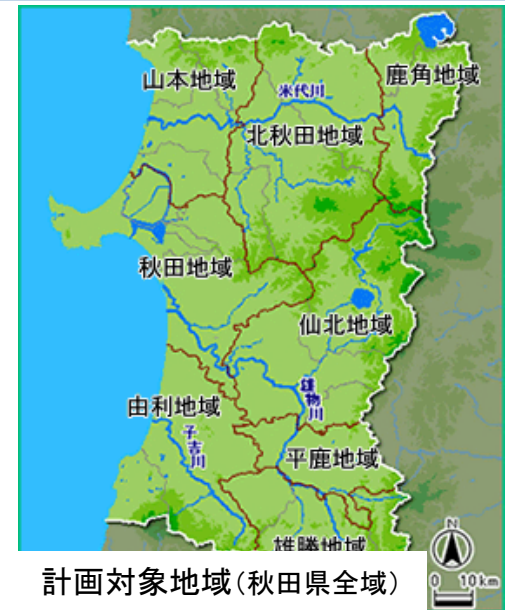 山本地域
鹿角地域
米代川
北秋田地域
秋田地域
仙北地域
雄物川
由利地域
子吉川
平鹿地域
雄勝地域
N
計画対象地域(秋田県全域)
0 10km